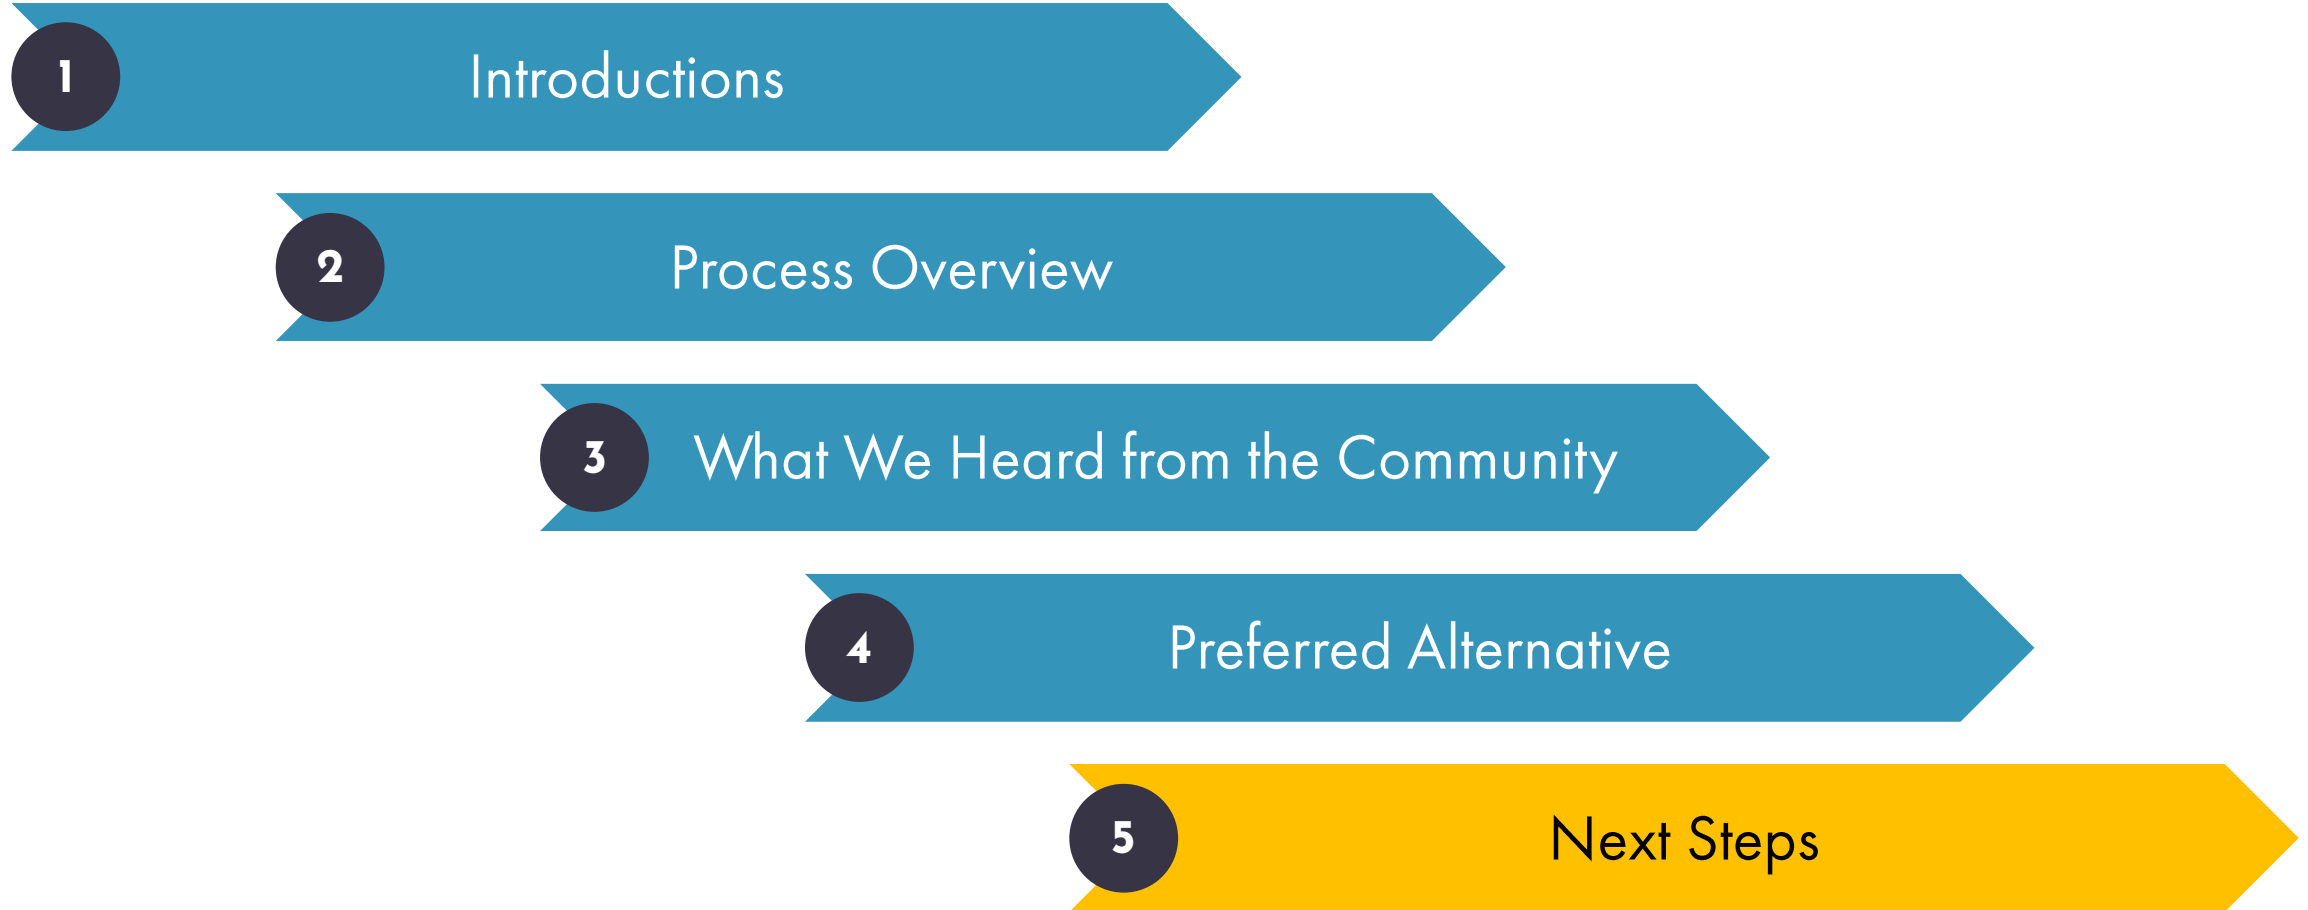 1
Introductions
2
Process Overview
3
What We Heard from the Community
4
Preferred Alternative
5
Next Steps